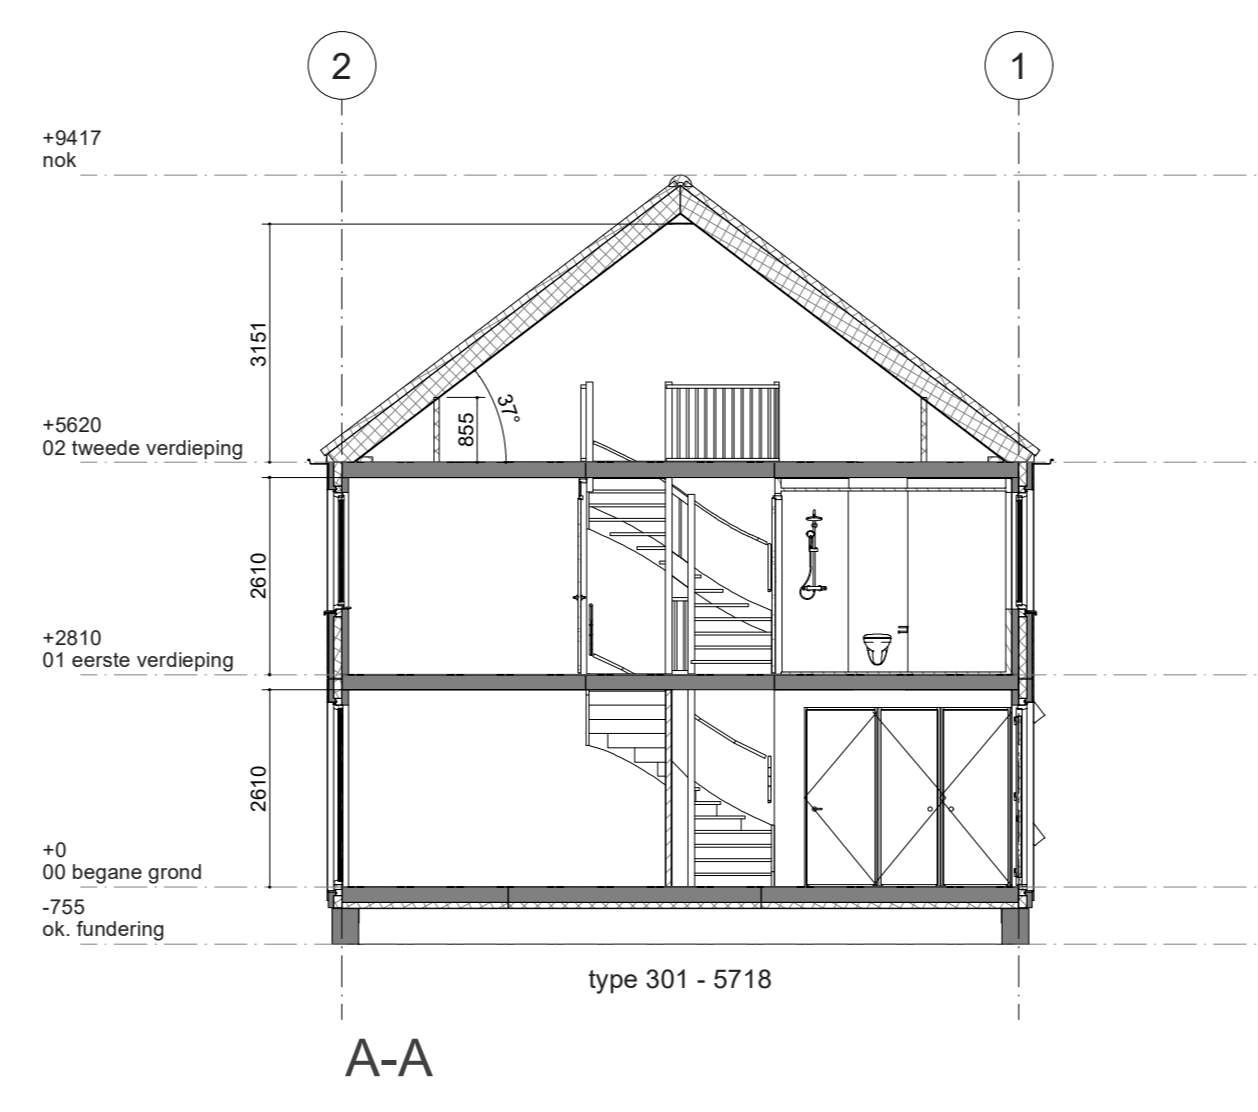 2
1
+9417
nok
3151
37°
855
+5620
02 tweede verdieping
2610
+2810
01 eerste verdieping
2610
+0
00 begane grond
-755
ok. fundering
type 301 - 5718
A-A